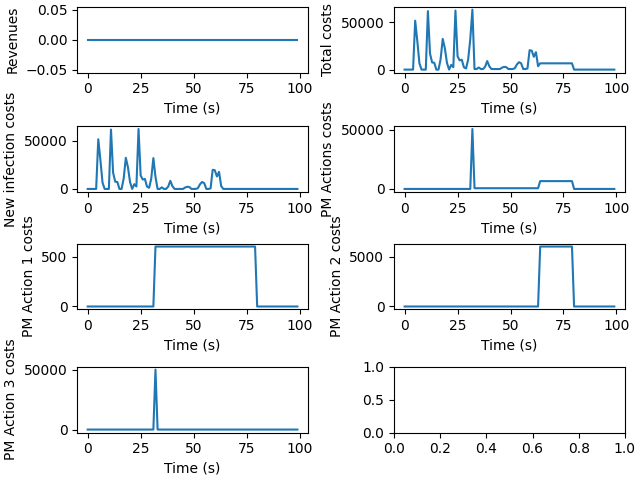 Revenues
0.05
0.00
−0.05
0 25 50 75 100
Time (s)
Total costs
50000
0
0 25 50 75 100
Time (s)
New infection costs
50000
0
0 25 50 75 100
Time (s)
PM Actions costs
50000
0
0 25 50 75 100
Time (s)
PM Action 1 costs
500
0
0 25 50 75 100
Time (s)
PM Action 2 costs
5000
0
0 25 50 75 100
Time (s)
PM Action 3 costs
50000
0
0 25 50 75 100
Time (s)
1.0
0.5
0.0
0.0 0.2 0.4 0.6 0.8 1.0